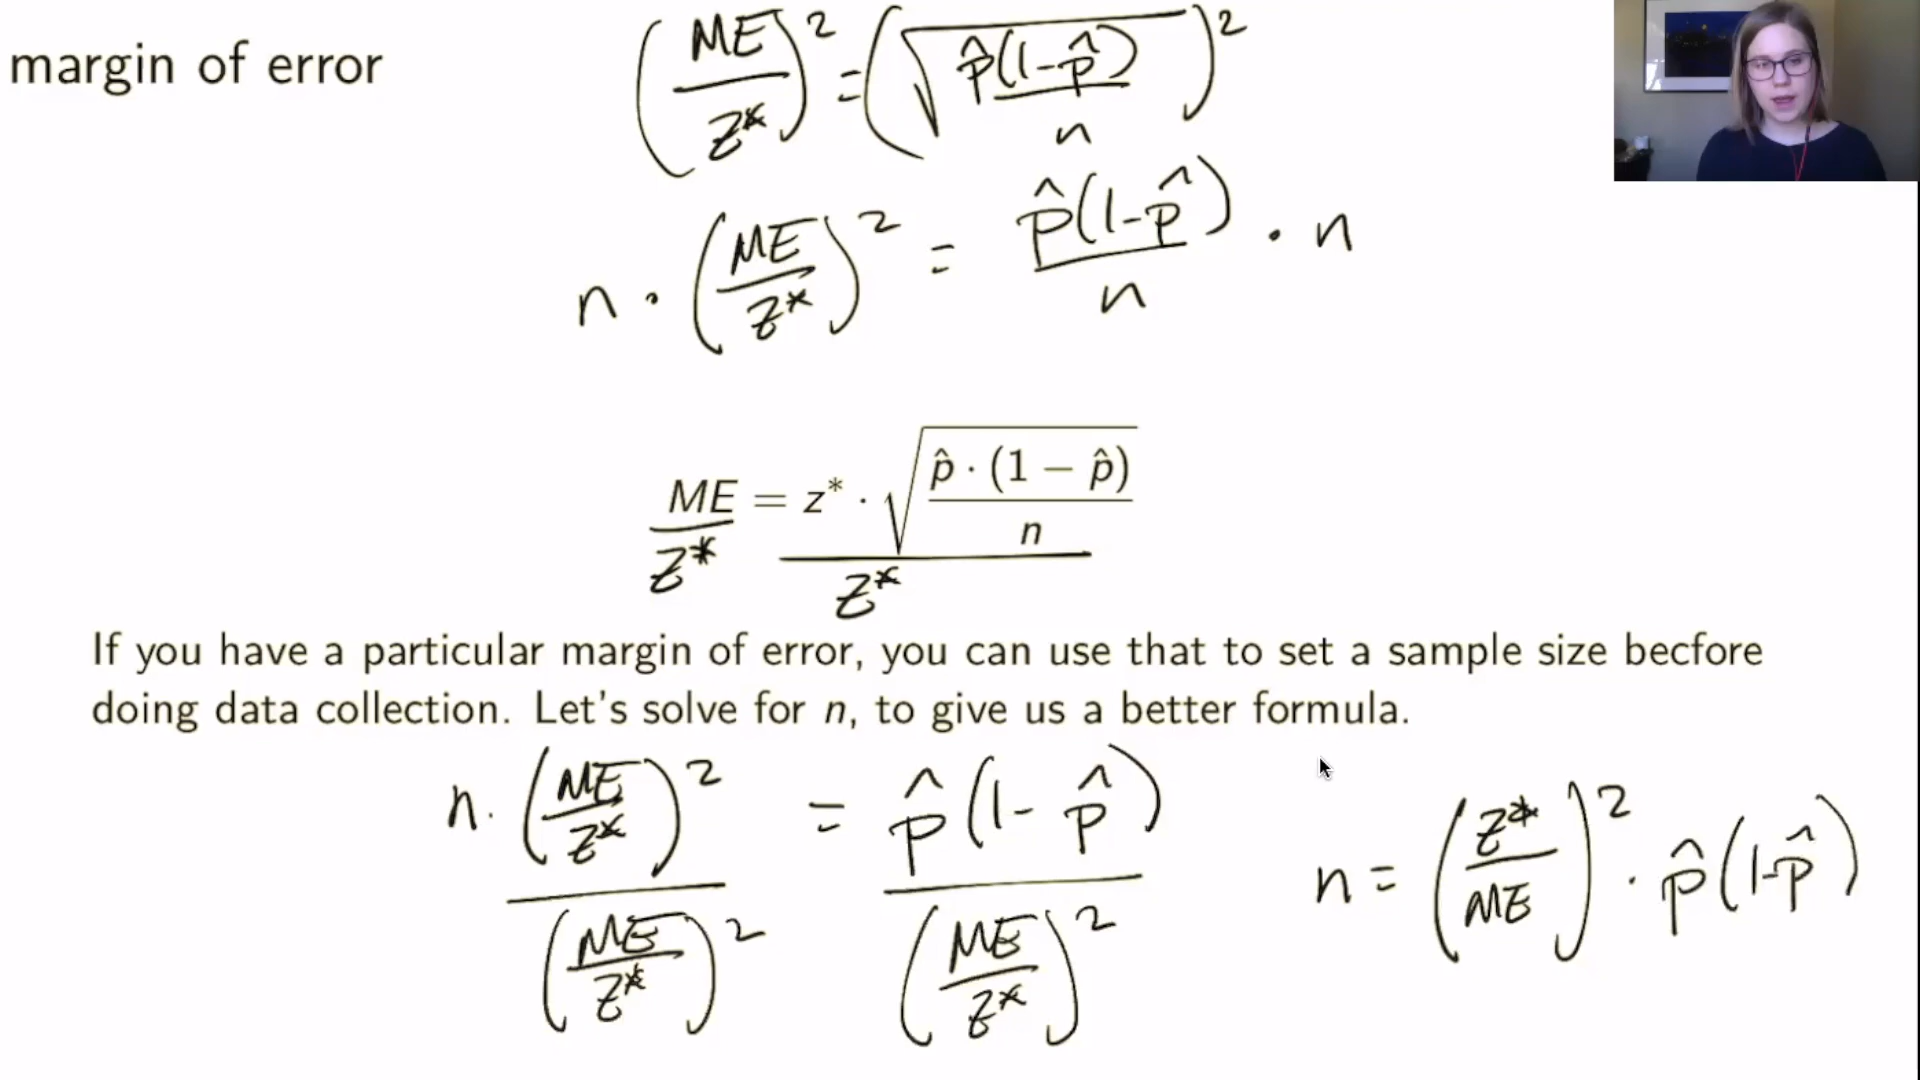 margin of error
(ME/z*)² = (√(p̂(1-p̂)/n))²
n · (ME/z*)² = p̂(1-p̂)/n · n
ME/z* = z* · √(p̂ · (1 − p̂)/n)/z*
If you have a particular margin of error, you can use that to set a sample size becfore
doing data collection. Let's solve for n, to give us a better formula.
n · (ME/z*)²/(ME/z*)² = p̂(1-p̂)/(ME/z*)²
n = (z*/ME)² · p̂(1-p̂)